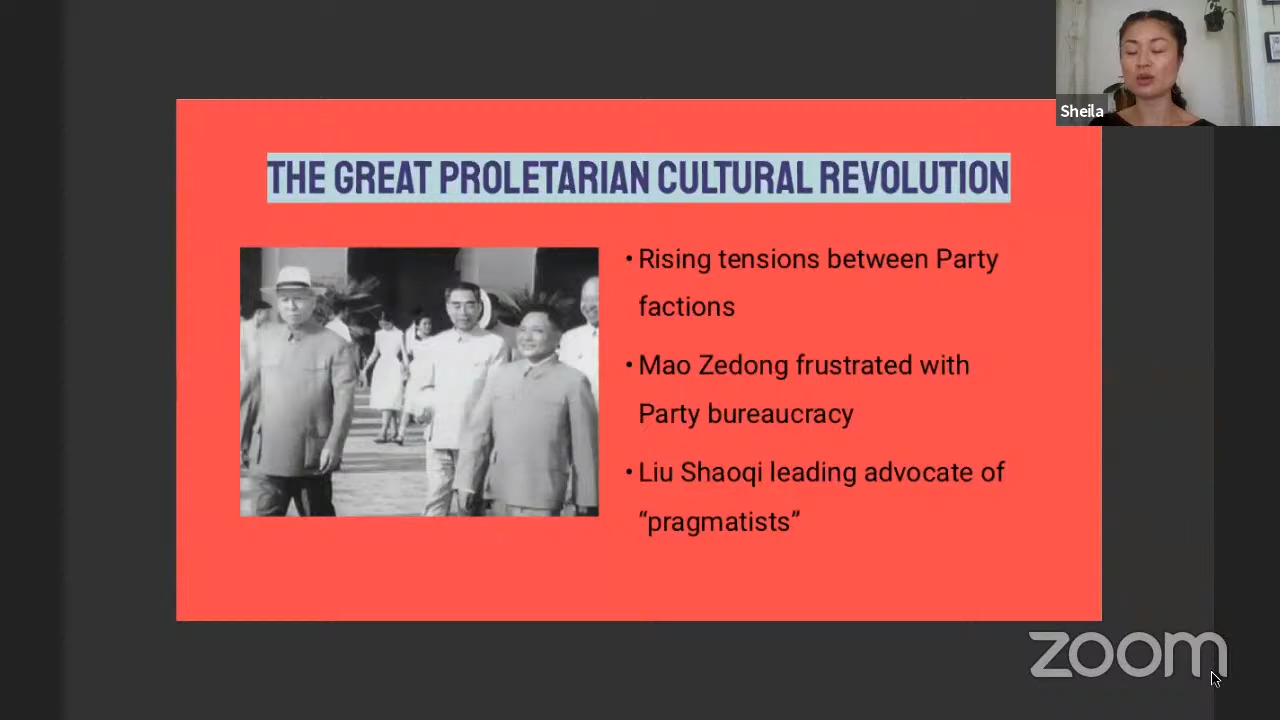 Sheila
THE GREAT PROLETARIAN CULTURAL REVOLUTION
• Rising tensions between Party
factions
• Mao Zedong frustrated with
Party bureaucracy
• Liu Shaoqi leading advocate of
“pragmatists”
zoom